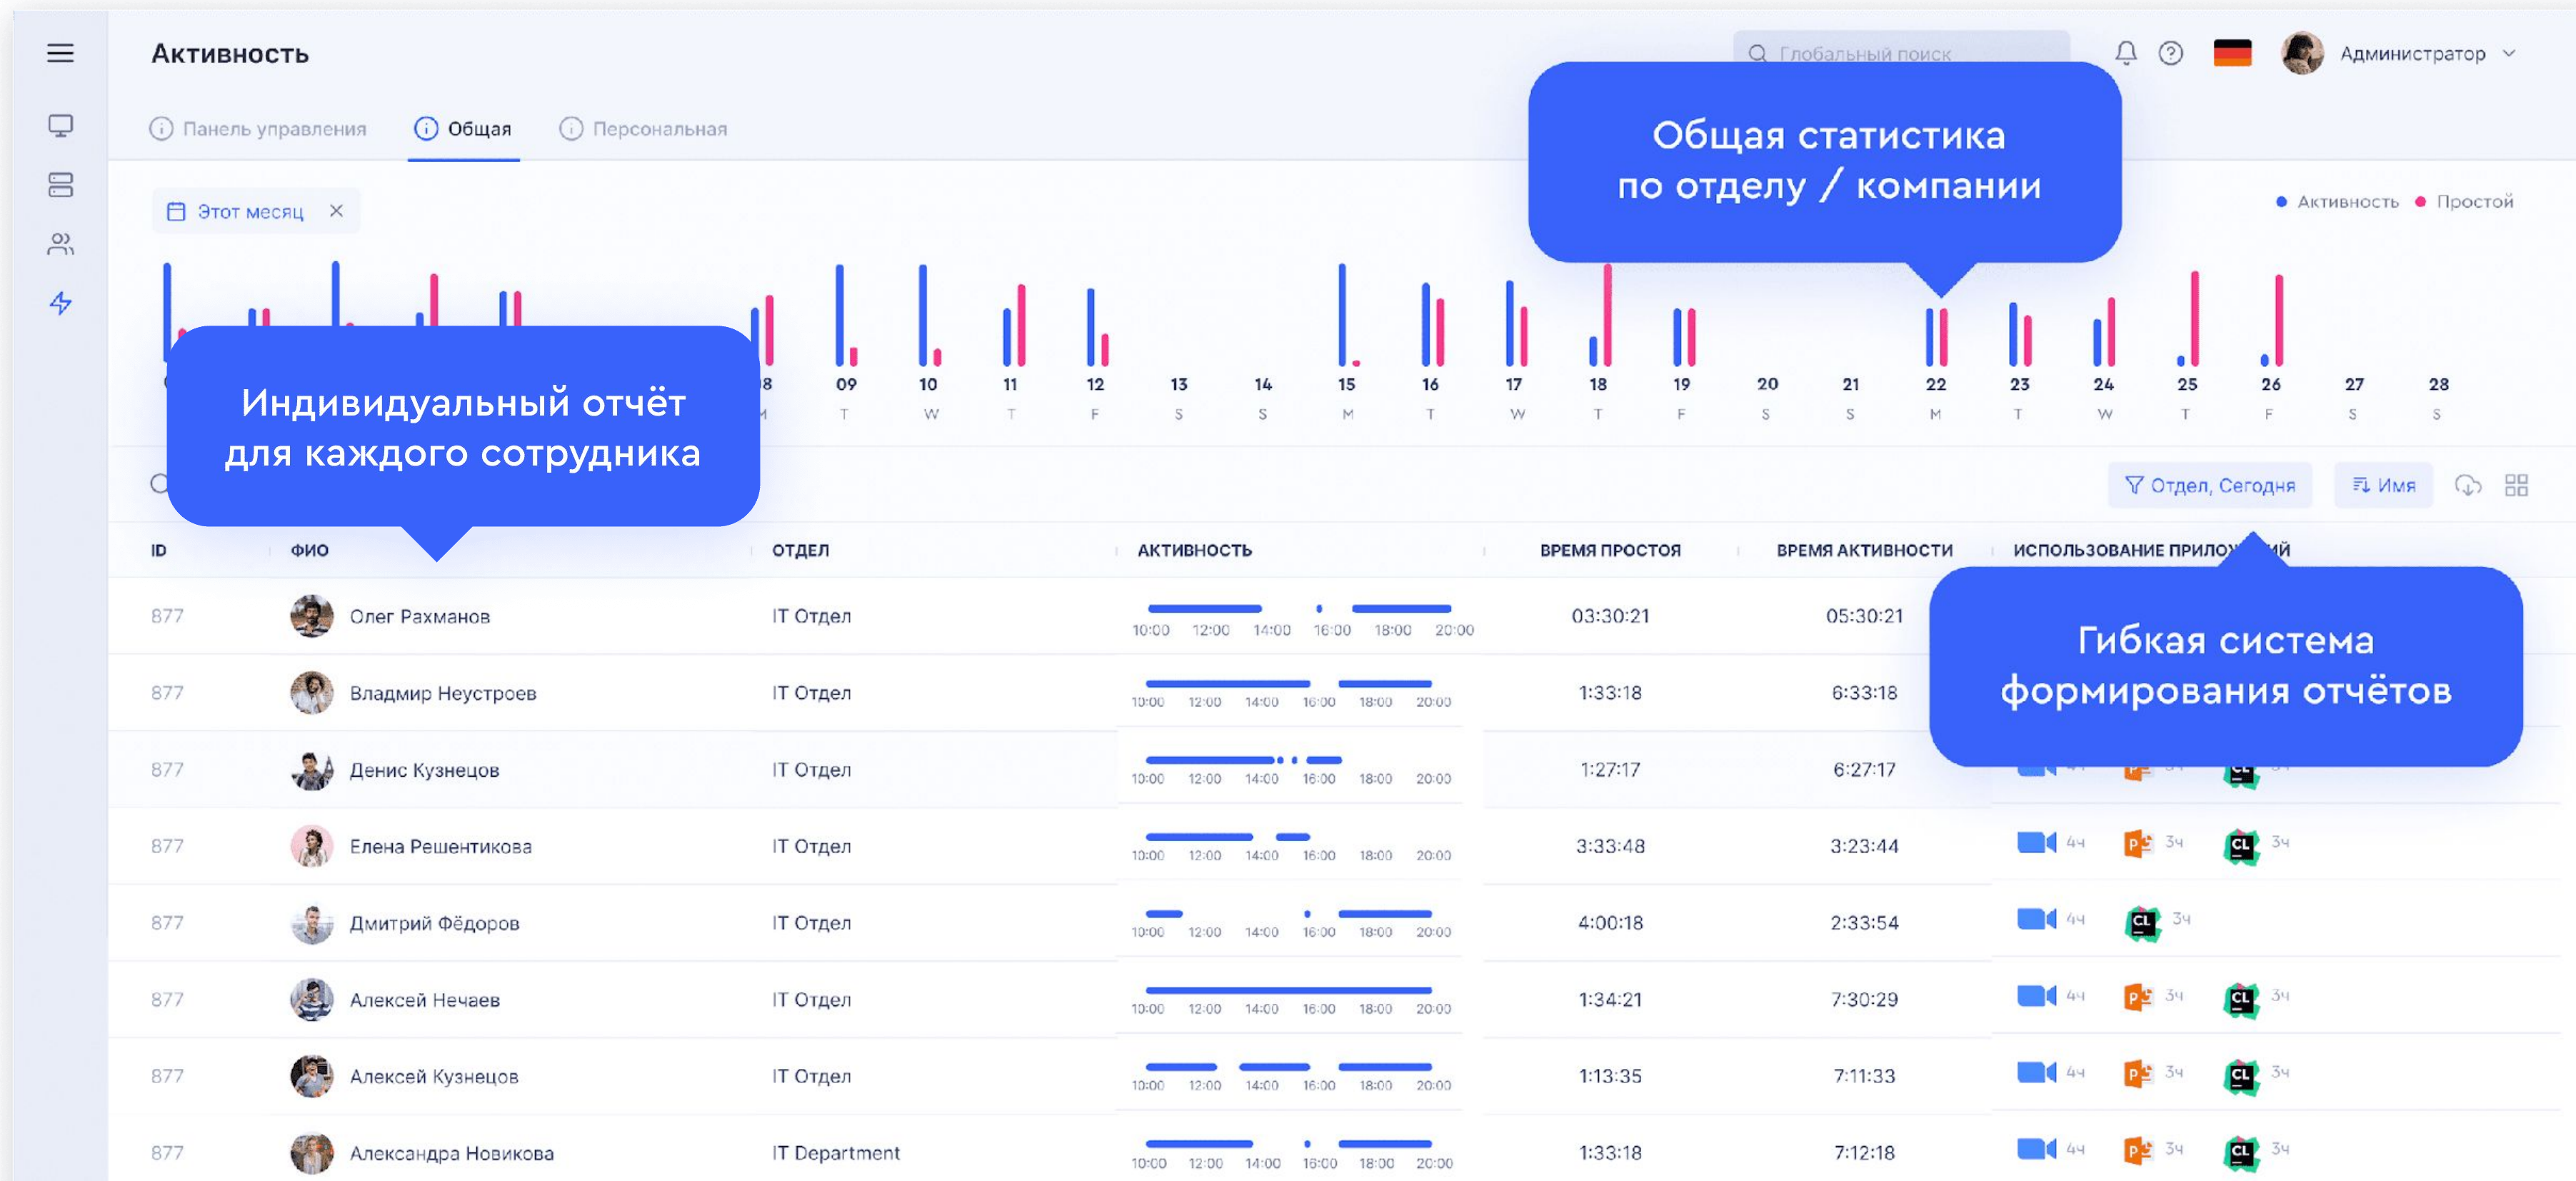 Активность
Глобальный поиск
Администратор
Панель управления
Общая
Персональная
Общая статистика
по отделу / компании
Этот месяц
Активность
Простой
09 10 11 12 13 14 15 16 17 18 19 20 21 22 23 24 25 26 27 28
T W T F S S M T W T F S S M T W T F S S
Индивидуальный отчёт
для каждого сотрудника
Отдел, Сегодня
Имя
ID ФИО ОТДЕЛ АКТИВНОСТЬ ВРЕМЯ ПРОСТОЯ ВРЕМЯ АКТИВНОСТИ ИСПОЛЬЗОВАНИЕ
Гибкая система
формирования отчётов
877 Олег Рахманов IT Отдел 03:30:21 05:30:21
10:00 12:00 14:00 16:00 18:00 20:00
877 Владмир Неустроев IT Отдел 1:33:18 6:33:18
10:00 12:00 14:00 16:00 18:00 20:00
877 Денис Кузнецов IT Отдел 1:27:17 6:27:17
10:00 12:00 14:00 16:00 18:00 20:00
877 Елена Решентикова IT Отдел 3:33:48 3:23:44 4ч P 3ч CL 3ч
10:00 12:00 14:00 16:00 18:00 20:00
877 Дмитрий Фёдоров IT Отдел 4:00:18 2:33:54 4ч CL 3ч
10:00 12:00 14:00 16:00 18:00 20:00
877 Алексей Нечаев IT Отдел 1:34:21 7:30:29 4ч P 3ч CL 3ч
10:00 12:00 14:00 16:00 18:00 20:00
877 Алексей Кузнецов IT Отдел 1:13:35 7:11:33 4ч P 3ч CL 3ч
10:00 12:00 14:00 16:00 18:00 20:00
877 Александра Новикова IT Department 1:33:18 7:12:18 4ч P 3ч CL 3ч
10:00 12:00 14:00 16:00 18:00 20:00